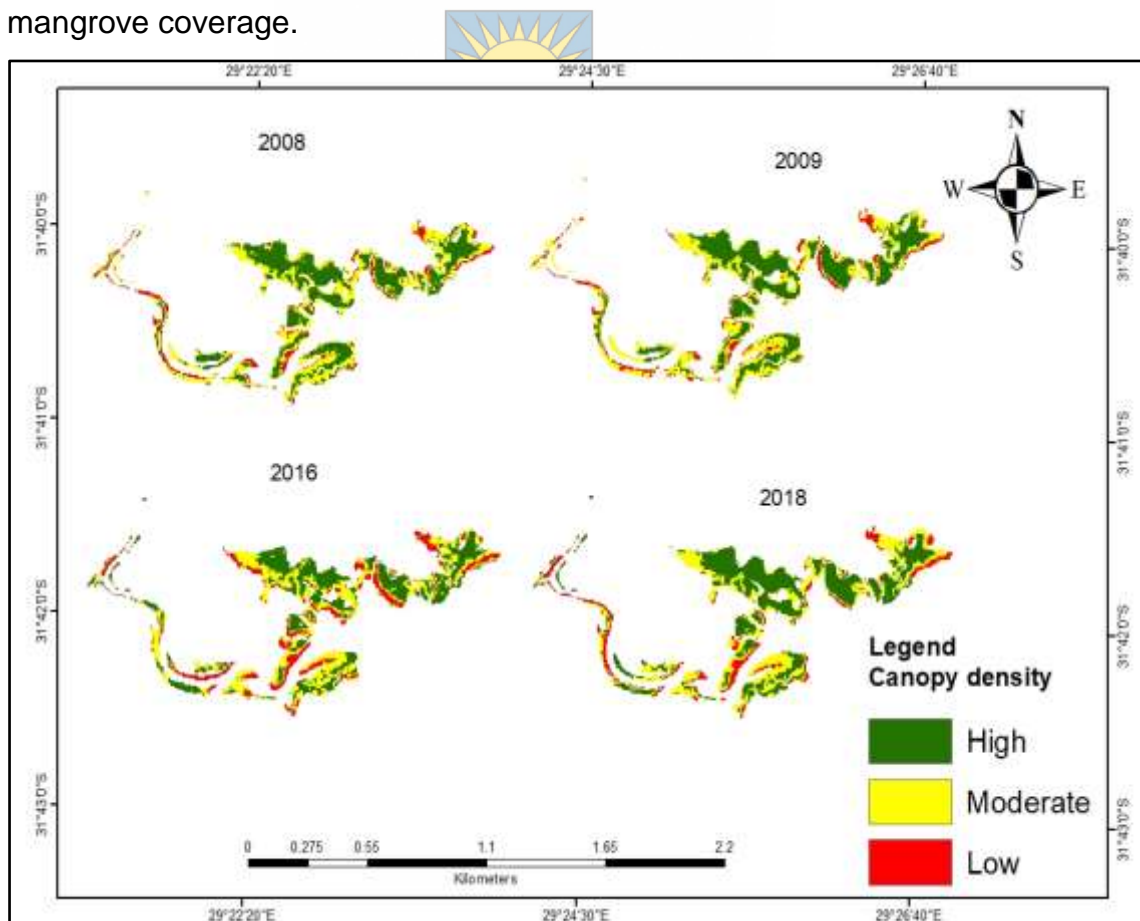 mangrove coverage.
29°22'20"E 29°24'30"E 29°26'40"E
N
W E
S
2008
2009
31°40'0"S
31°40'0"S
31°41'0"S
31°41'0"S
2016
2018
31°42'0"S
31°42'0"S
Legend
Canopy density
High
Moderate
Low
31°43'0"S
31°43'0"S
0 0.275 0.55 1.1 1.65 2.2
Kilometers
29°22'20"E 29°24'30"E 29°26'40"E